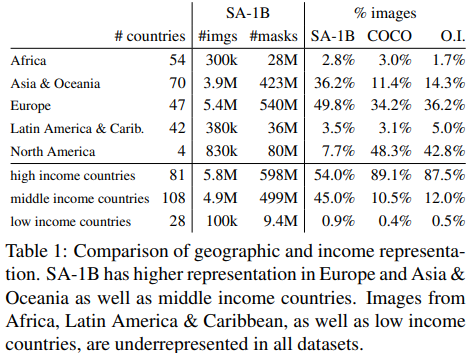 SA-1B % images
# countries #imgs #masks SA-1B COCO O.I.
Africa 54 300k 28M 2.8% 3.0% 1.7%
Asia & Oceania 70 3.9M 423M 36.2% 11.4% 14.3%
Europe 47 5.4M 540M 49.8% 34.2% 36.2%
Latin America & Carib. 42 380k 36M 3.5% 3.1% 5.0%
North America 4 830k 80M 7.7% 48.3% 42.8%
high income countries 81 5.8M 598M 54.0% 89.1% 87.5%
middle income countries 108 4.9M 499M 45.0% 10.5% 12.0%
low income countries 28 100k 9.4M 0.9% 0.4% 0.5%
Table 1: Comparison of geographic and income representa-
tion. SA-1B has higher representation in Europe and Asia &
Oceania as well as middle income countries. Images from
Africa, Latin America & Caribbean, as well as low income
countries, are underrepresented in all datasets.